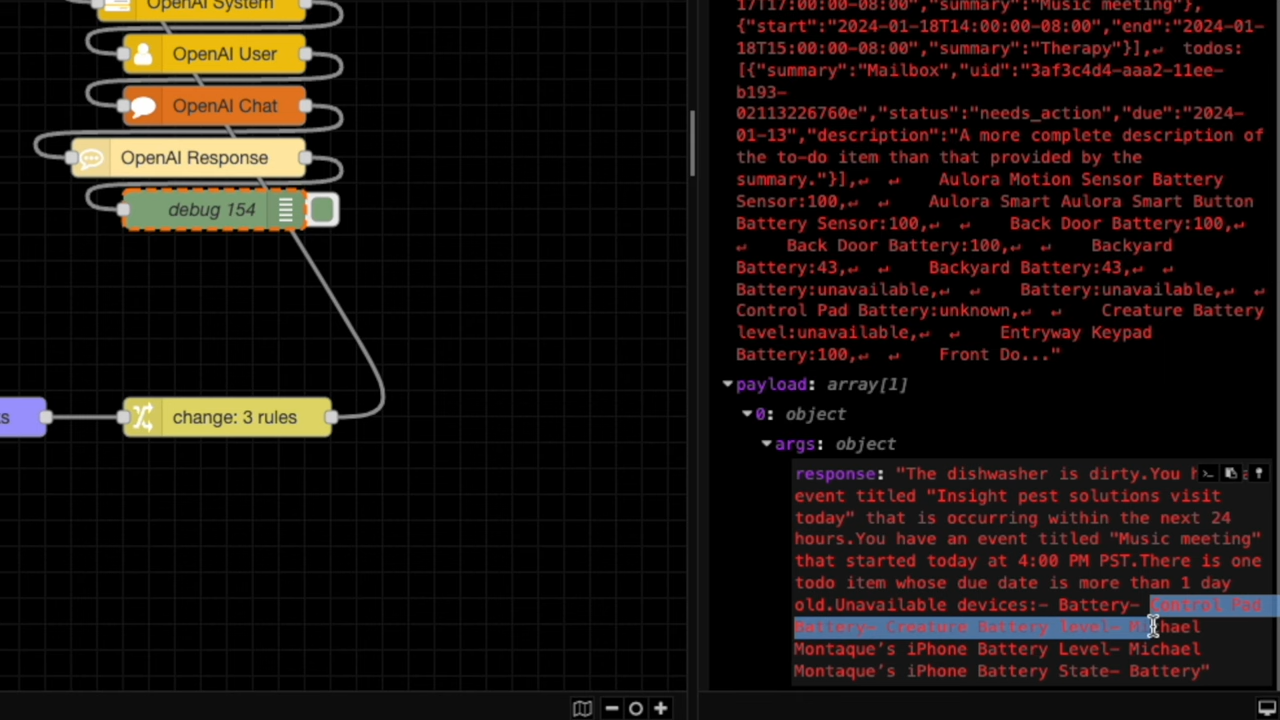 OpenAI System
OpenAI User
OpenAI Chat
OpenAI Response
debug 154
s
change: 3 rules
17T17:00:00-08:00","summary":"Music meeting"},
{"start":"2024-01-18T14:00:00-08:00","end":"2024-01-
18T15:00:00-08:00","summary":"Therapy"}],↵  todos:
[{"summary":"Mailbox","uid":"3af3c4d4-aaa2-11ee-
b193-
02113226760e","status":"needs_action","due":"2024-
01-13","description":"A more complete description of
the to-do item than that provided by the
summary."}],↵  ↵    Aulora Motion Sensor Battery
Sensor:100,↵  ↵    Aulora Smart Aulora Smart Button
Battery Sensor:100,↵  ↵    Back Door Battery:100,↵
↵    Back Door Battery:100,↵  ↵    Backyard
Battery:43,↵  ↵    Backyard Battery:43,↵  ↵
Battery:unavailable,↵  ↵    Battery:unavailable,↵  ↵
Control Pad Battery:unknown,↵  ↵    Creature Battery
level:unavailable,↵  ↵    Entryway Keypad
Battery:100,↵  ↵    Front Do..."
payload: array[1]
0: object
args: object
response: "The dishwasher is dirty.You
event titled "Insight pest solutions visit
today" that is occurring within the next 24
hours.You have an event titled "Music meeting"
that started today at 4:00 PM PST.There is one
todo item whose due date is more than 1 day
old.Unavailable devices:- Battery- Control Pad
Battery- Creature Battery level- Michael
Montaque's iPhone Battery Level- Michael
Montaque's iPhone Battery State- Battery"